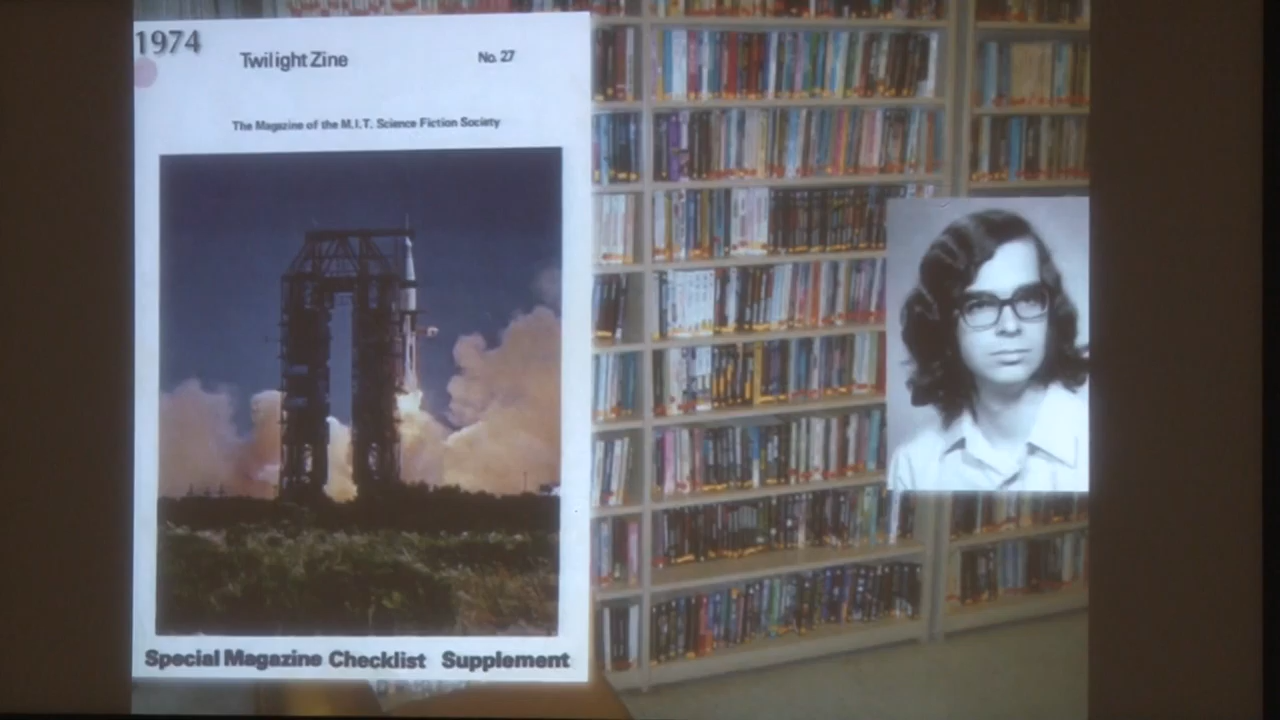 1974
Twilight Zine
No. 27
The Magazine of the M.I.T. Science Fiction Society
Special Magazine Checklist Supplement